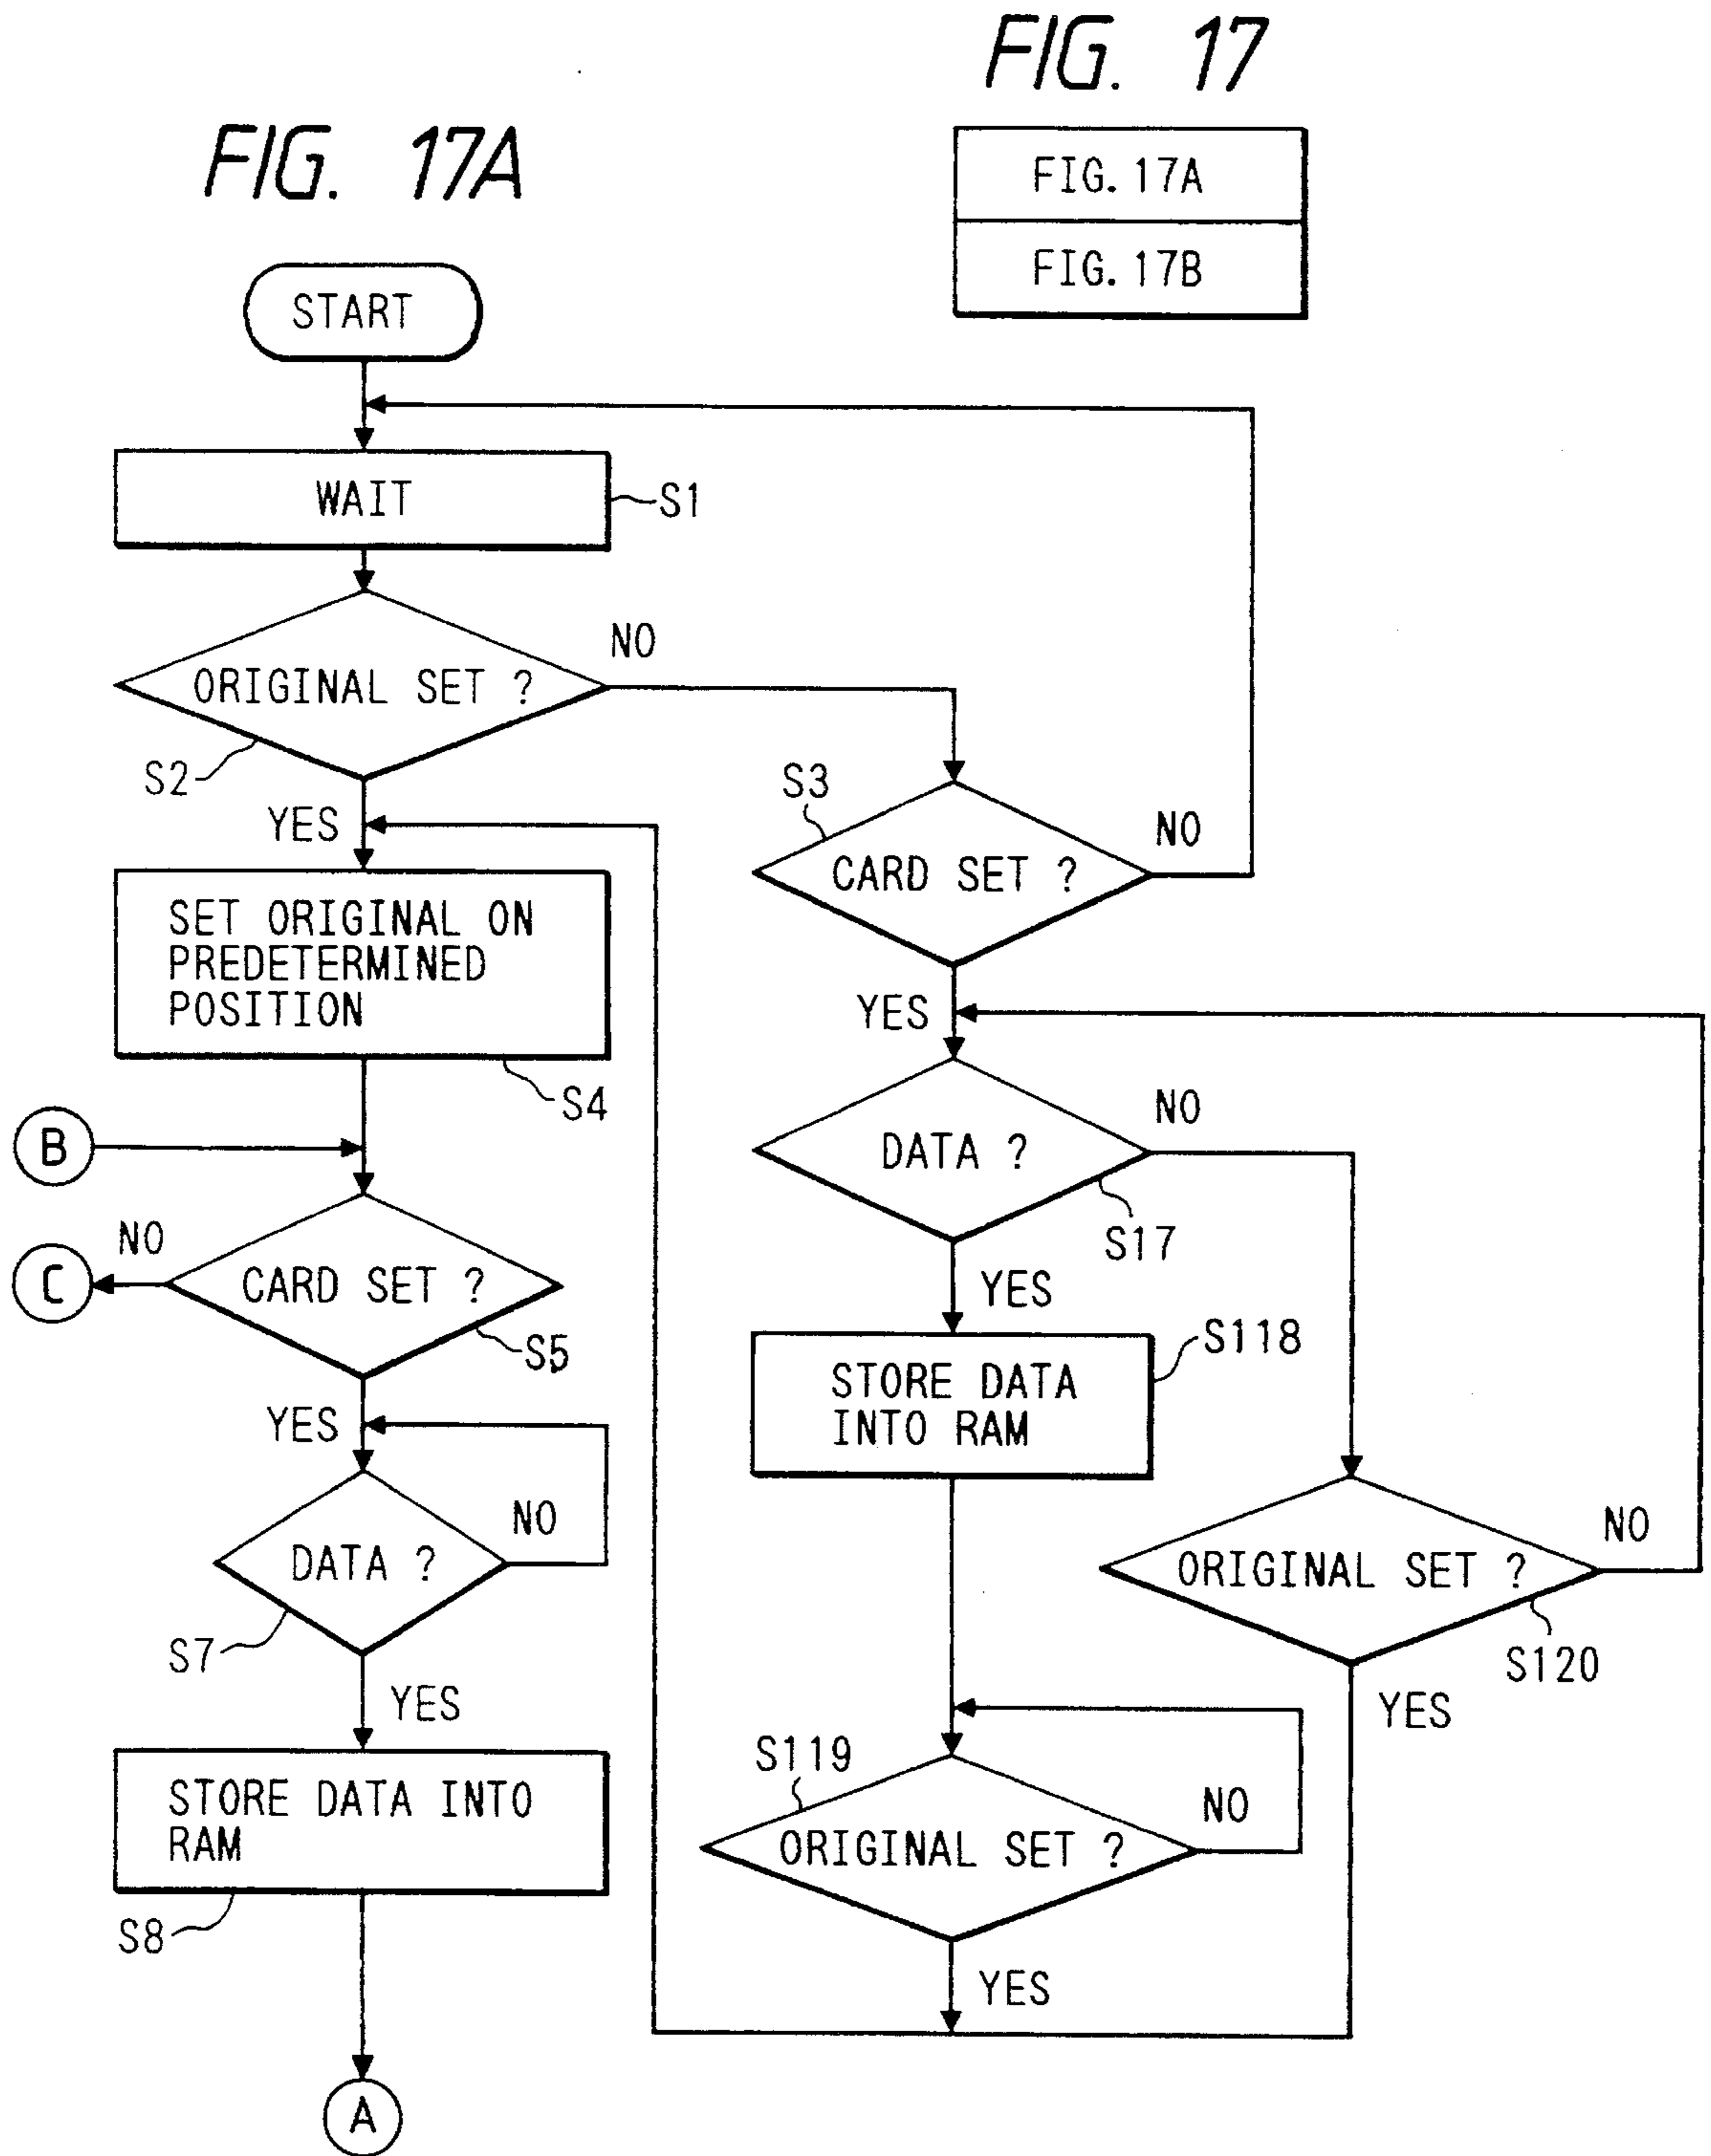 FIG. 17
FIG. 17A
FIG. 17A
FIG. 17B
START
WAIT
S1
ORIGINAL SET ?
NO
S2
YES
S3
CARD SET ?
NO
SET ORIGINAL ON
PREDETERMINED
POSITION
S4
YES
B
DATA ?
NO
S17
C
NO
CARD SET ?
S5
YES
YES
STORE DATA
INTO RAM
S118
DATA ?
NO
S7
YES
ORIGINAL SET ?
NO
S120
YES
STORE DATA INTO
RAM
S8
S119
ORIGINAL SET ?
NO
YES
A